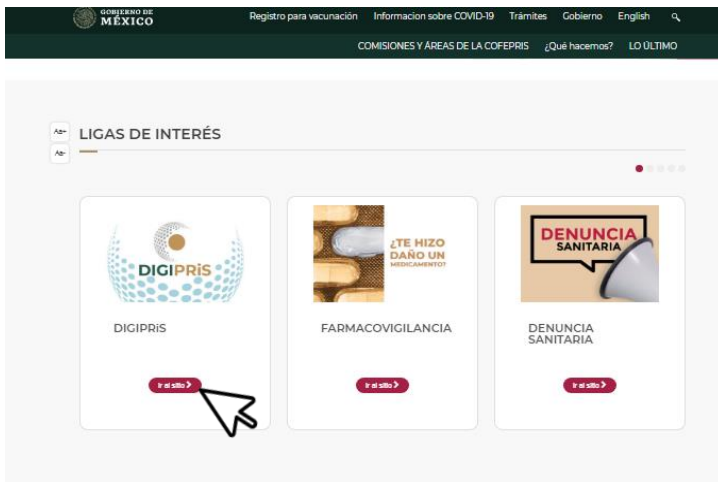 GOBIERNO DE
MÉXICO
Registro para vacunación Informacion sobre COVID-19 Trámites Gobierno English
COMISIONES Y ÁREAS DE LA COFEPRIS ¿Qué hacemos? LO ÚLTIMO
Aa+
LIGAS DE INTERÉS
Aa-
DIGIPRiS
¿TE HIZO
DAÑO UN
MEDICAMENTO?
DENUNCIA
SANITARIA
DIGIPRiS
FARMACOVIGILANCIA
DENUNCIA
SANITARIA
Ir al sitio
Ir al sitio
Ir al sitio